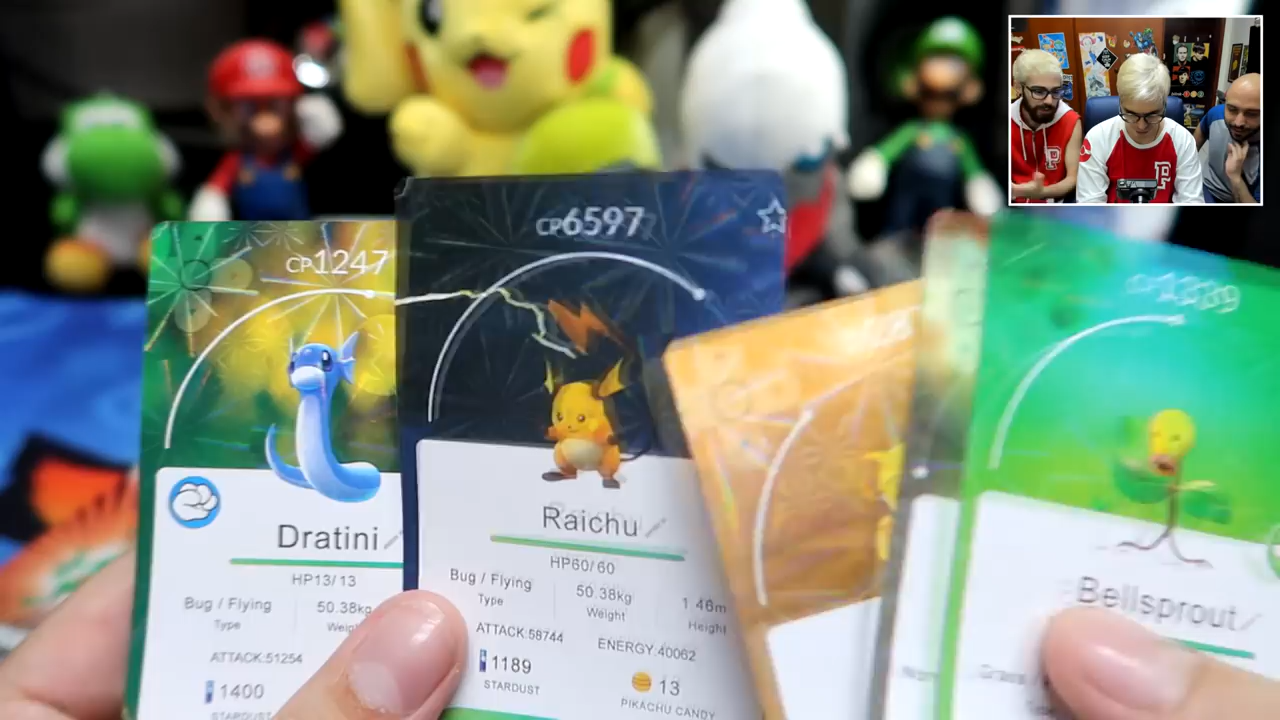 CP1247
Dratini
HP13/13
Bug / Flying
50.38kg
Type
ATTACK:51254
1400
STARDUST
CP6597
Raichu
HP60/60
Bug / Flying
50.38kg
1.46m
Type
Weight
Height
ATTACK:58744
ENERGY:40062
1189
13
STARDUST
PIKACHU CANDY
Bellsprout
P
P